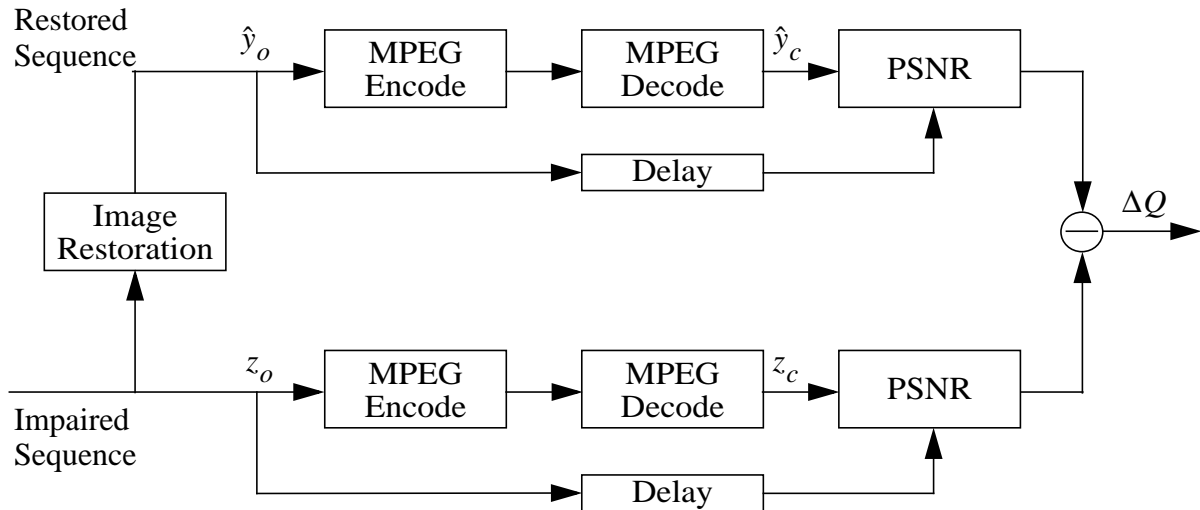 Restored
Sequence
ŷ_o
MPEG
Encode
MPEG
Decode
ŷ_c
PSNR
Delay
Image
Restoration
ΔQ
z_o
MPEG
Encode
MPEG
Decode
z_c
PSNR
Impaired
Sequence
Delay